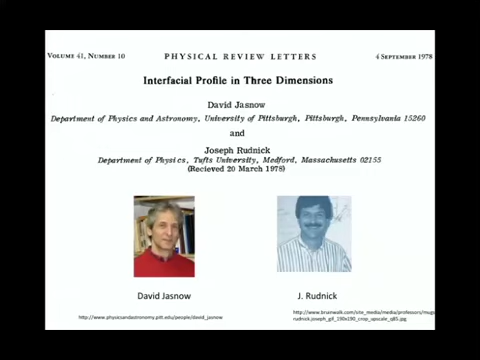 VOLUME 41, NUMBER 10 PHYSICAL REVIEW LETTERS 4 SEPTEMBER 1978
Interfacial Profile in Three Dimensions
David Jasnow
Department of Physics and Astronomy, University of Pittsburgh, Pittsburgh, Pennsylvania 15260
and
Joseph Rudnick
Department of Physics, Tufts University, Medford, Massachusetts 02155
(Recieved 20 March 1978)
David Jasnow J. Rudnick
http://www.physicsandastronomy.pitt.edu/people/david_jasnow